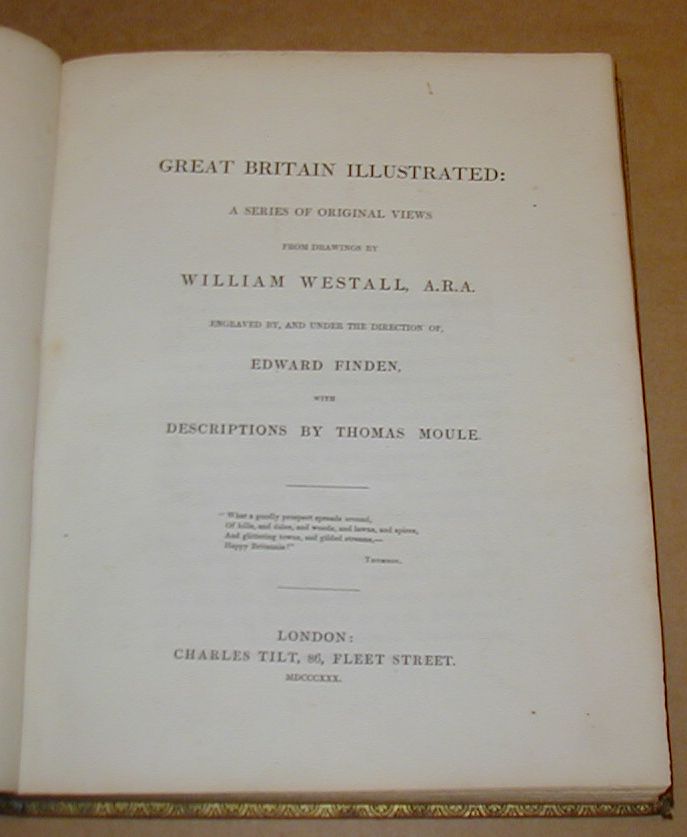 GREAT BRITAIN ILLUSTRATED:
A SERIES OF ORIGINAL VIEWS
FROM DRAWINGS BY
WILLIAM WESTALL, A.R.A.
ENGRAVED BY, AND UNDER THE DIRECTION OF,
EDWARD FINDEN,
WITH
DESCRIPTIONS BY THOMAS MOULE.
"What a goodly prospect spreads around,
Of hills, and dales, and woods, and lawns, and spires,
And glittering towns, and gilded streams,—
Happy Britannia!"
THOMSON.
LONDON:
CHARLES TILT, 86, FLEET STREET.
MDCCCXXX.